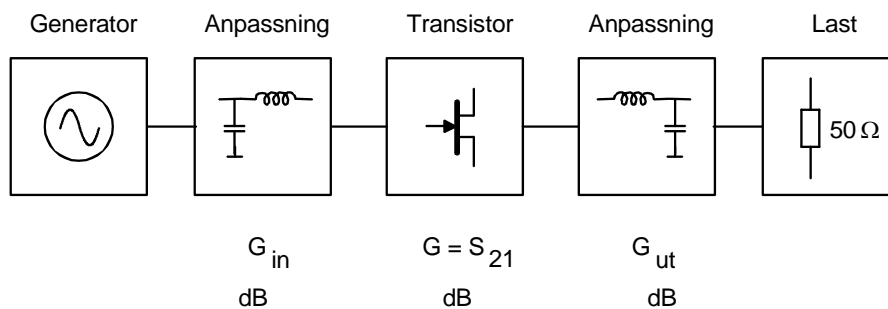 Generator Anpassning Transistor Anpassning Last
50 Ω
G in G = S 21 G ut
dB dB dB